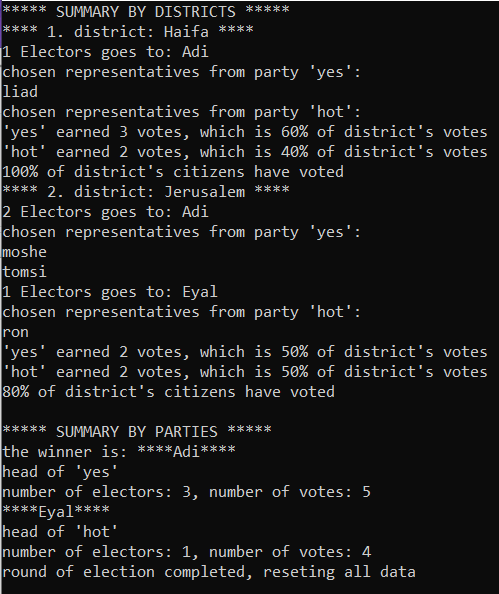 ***** SUMMARY BY DISTRICTS *****
**** 1. district: Haifa ****
1 Electors goes to: Adi
chosen representatives from party 'yes':
liad
chosen representatives from party 'hot':
'yes' earned 3 votes, which is 60% of district's votes
'hot' earned 2 votes, which is 40% of district's votes
100% of district's citizens have voted
**** 2. district: Jerusalem ****
2 Electors goes to: Adi
chosen representatives from party 'yes':
moshe
tomsi
1 Electors goes to: Eyal
chosen representatives from party 'hot':
ron
'yes' earned 2 votes, which is 50% of district's votes
'hot' earned 2 votes, which is 50% of district's votes
80% of district's citizens have voted

***** SUMMARY BY PARTIES *****
the winner is: ****Adi****
head of 'yes'
number of electors: 3, number of votes: 5
****Eyal****
head of 'hot'
number of electors: 1, number of votes: 4
round of election completed, reseting all data